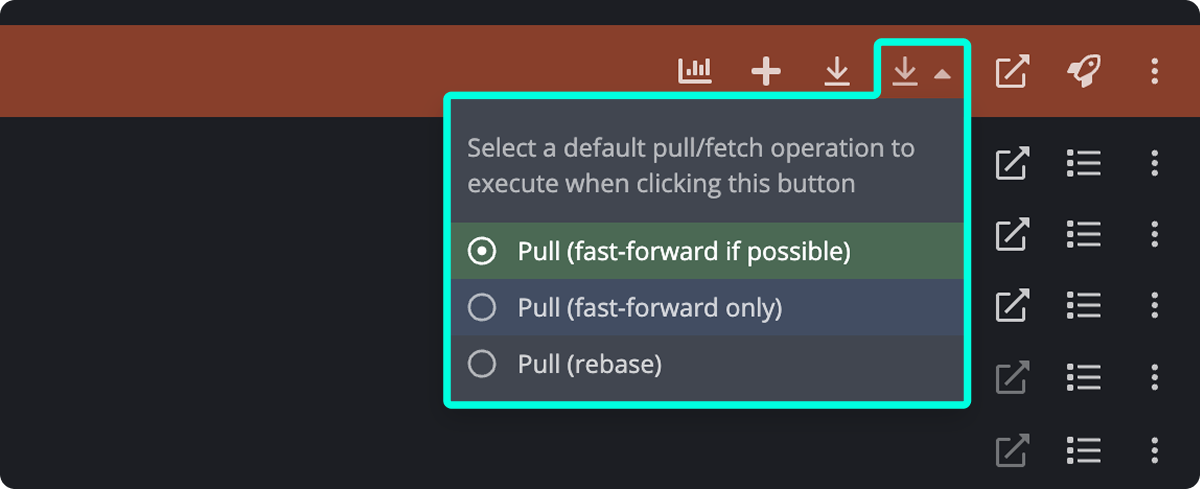 Select a default pull/fetch operation to
execute when clicking this button
Pull (fast-forward if possible)
Pull (fast-forward only)
Pull (rebase)